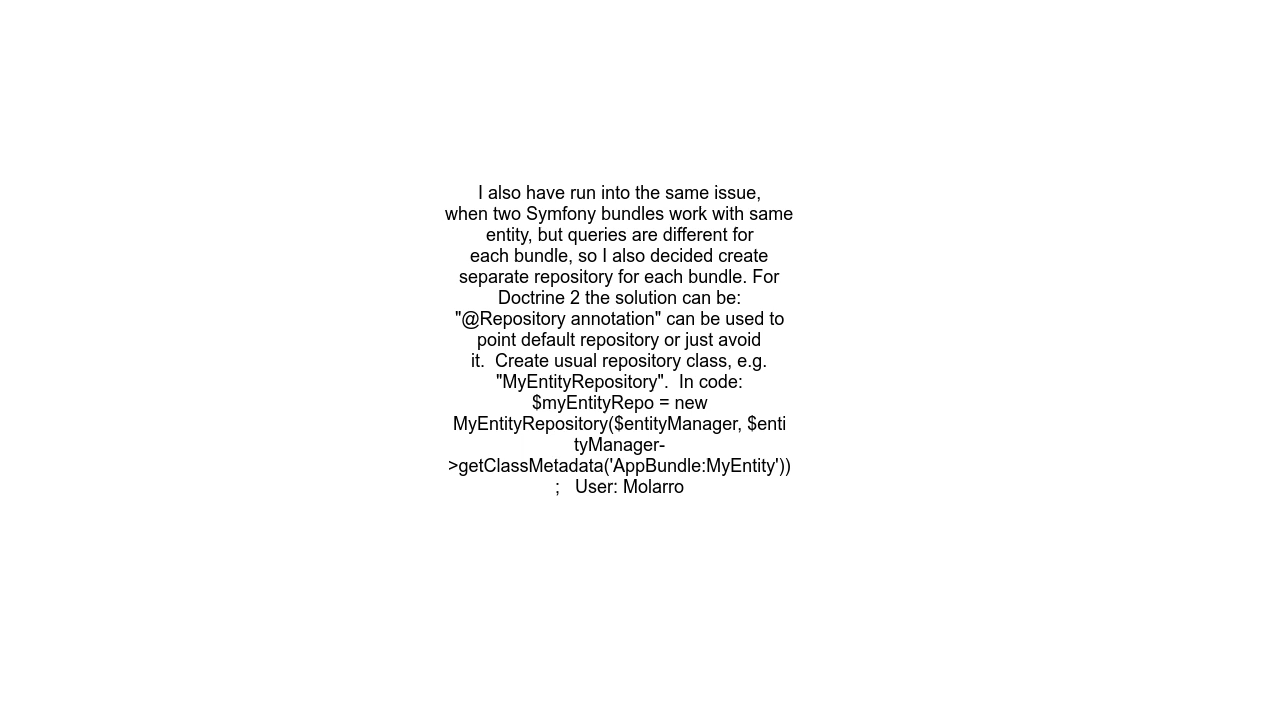 I also have run into the same issue,
when two Symfony bundles work with same
entity, but queries are different for
each bundle, so I also decided create
separate repository for each bundle. For
Doctrine 2 the solution can be:
"@Repository annotation" can be used to
point default repository or just avoid
it.  Create usual repository class, e.g.
"MyEntityRepository".  In code:
$myEntityRepo = new
MyEntityRepository($entityManager, $enti
tyManager-
>getClassMetadata('AppBundle:MyEntity'))
;   User: Molarro